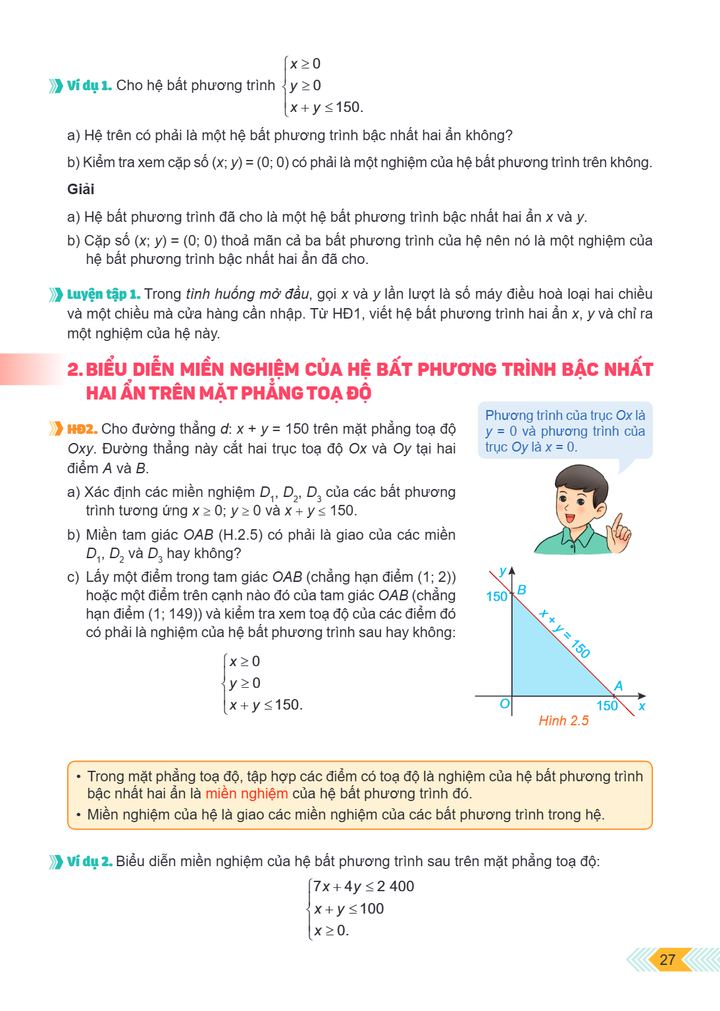 Ví dụ 1. Cho hệ bất phương trình
x ≥ 0
y ≥ 0
x + y ≤ 150.
a) Hệ trên có phải là một hệ bất phương trình bậc nhất hai ẩn không?
b) Kiểm tra xem cặp số (x; y) = (0; 0) có phải là một nghiệm của hệ bất phương trình trên không.
Giải
a) Hệ bất phương trình đã cho là một hệ bất phương trình bậc nhất hai ẩn x và y.
b) Cặp số (x; y) = (0; 0) thoả mãn cả ba bất phương trình của hệ nên nó là một nghiệm của
hệ bất phương trình bậc nhất hai ẩn đã cho.
Luyện tập 1. Trong tình huống mở đầu, gọi x và y lần lượt là số máy điều hoà loại hai chiều
và một chiều mà cửa hàng cần nhập. Từ HĐ1, viết hệ bất phương trình hai ẩn x, y và chỉ ra
một nghiệm của hệ này.
2. BIỂU DIỄN MIỀN NGHIỆM CỦA HỆ BẤT PHƯƠNG TRÌNH BẬC NHẤT
HAI ẨN TRÊN MẶT PHẲNG TOẠ ĐỘ
HĐ2. Cho đường thẳng d: x + y = 150 trên mặt phẳng toạ độ
Oxy. Đường thẳng này cắt hai trục toạ độ Ox và Oy tại hai
điểm A và B.
a) Xác định các miền nghiệm D₁, D₂, D₃ của các bất phương
trình tương ứng x ≥ 0; y ≥ 0 và x + y ≤ 150.
b) Miền tam giác OAB (H.2.5) có phải là giao của các miền
D₁, D₂ và D₃ hay không?
c) Lấy một điểm trong tam giác OAB (chẳng hạn điểm (1; 2))
hoặc một điểm trên cạnh nào đó của tam giác OAB (chẳng
hạn điểm (1; 149)) và kiểm tra xem toạ độ của các điểm đó
có phải là nghiệm của hệ bất phương trình sau hay không:
x ≥ 0
y ≥ 0
x + y ≤ 150.
Phương trình của trục Ox là
y = 0 và phương trình của
trục Oy là x = 0.
y
150
B
x + y = 150
A
O
150
x
Hình 2.5
• Trong mặt phẳng toạ độ, tập hợp các điểm có toạ độ là nghiệm của hệ bất phương trình
bậc nhất hai ẩn là miền nghiệm của hệ bất phương trình đó.
• Miền nghiệm của hệ là giao các miền nghiệm của các bất phương trình trong hệ.
Ví dụ 2. Biểu diễn miền nghiệm của hệ bất phương trình sau trên mặt phẳng toạ độ:
7x + 4y ≤ 2 400
x + y ≤ 100
x ≥ 0.
27